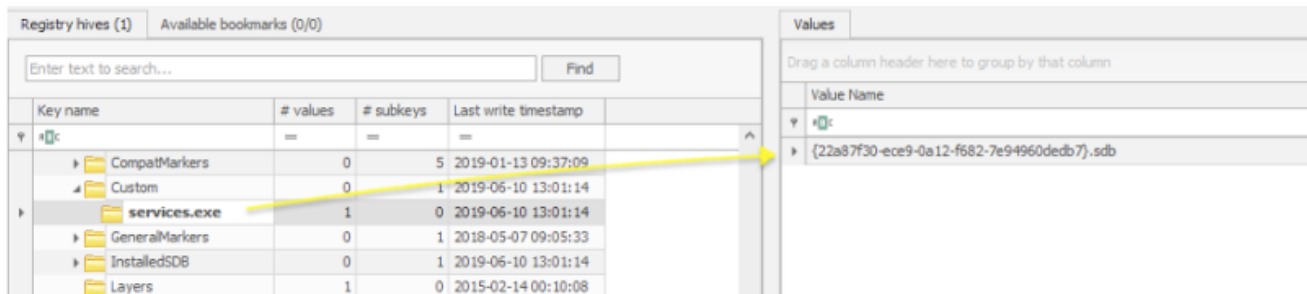 Registry hives (1) Available bookmarks (0/0)
Enter text to search... Find
Key name # values # subkeys Last write timestamp
= = =
CompatMarkers 0 5 2019-01-13 09:37:09
Custom 0 1 2019-06-10 13:01:14
services.exe 1 0 2019-06-10 13:01:14
GeneralMarkers 0 1 2018-05-07 09:05:33
InstalledSDB 0 1 2019-06-10 13:01:14
Layers 1 0 2015-02-14 00:10:08
Values
Drag a column header here to group by that column
Value Name
{22a87f30-ece9-0a12-f682-7e94960dedb7}.sdb